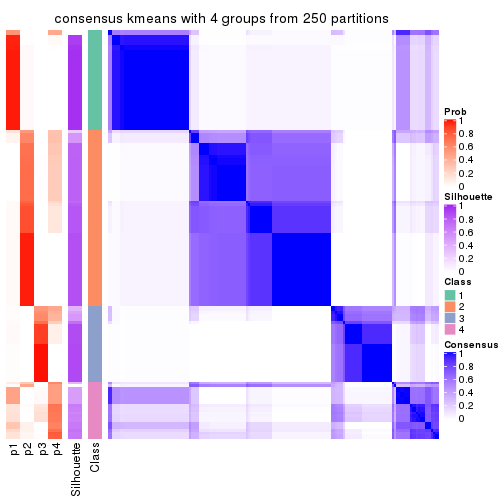 consensus kmeans with 4 groups from 250 partitions
Prob
1
0.8
0.6
0.4
0.2
0
Silhouette
1
0.8
0.6
0.4
0.2
0
Class
1
2
3
4
Consensus
1
0.8
0.6
0.4
0.2
0
p1
p2
p3
p4
Silhouette
Class